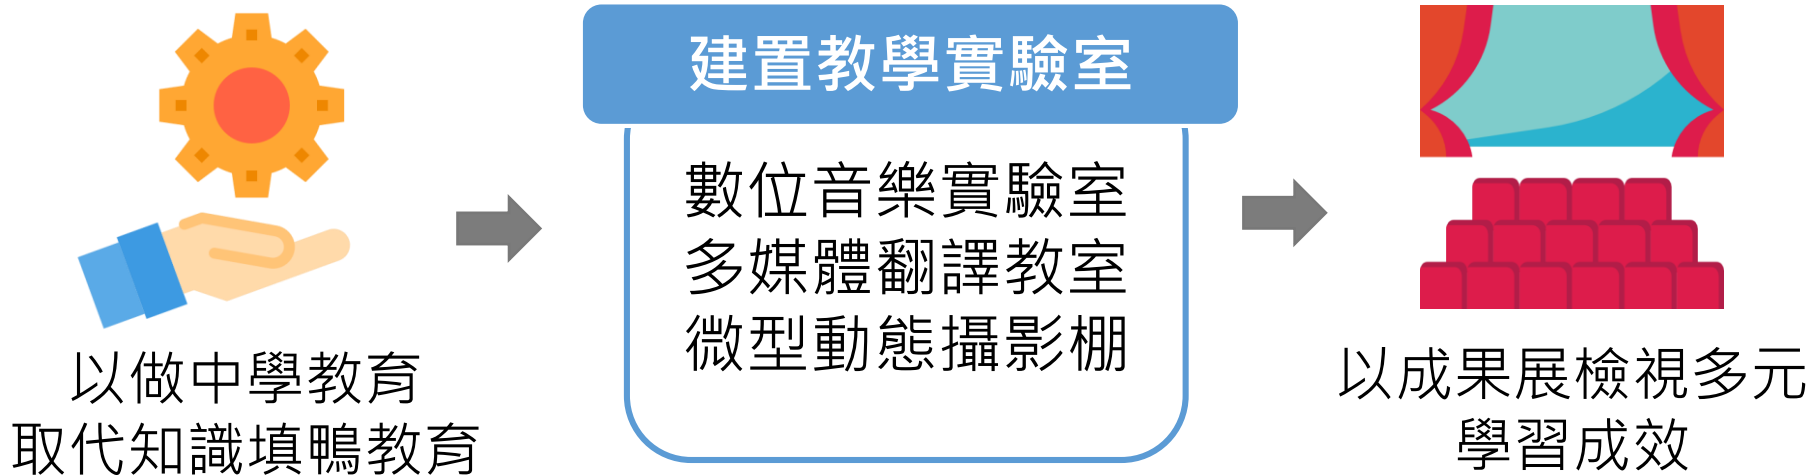 以做中學教育
取代知識填鴨教育
建置教學實驗室
數位音樂實驗室
多媒體翻譯教室
微型動態攝影棚
以成果展檢視多元
學習成效